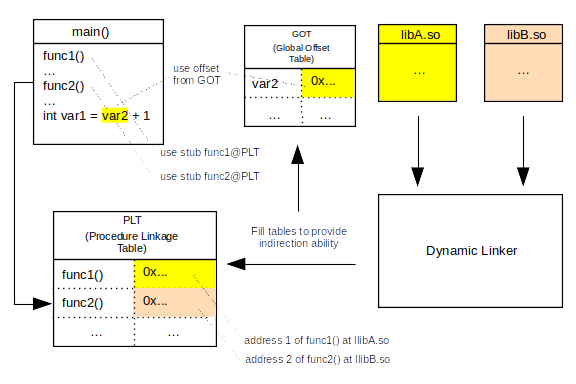 main()
func1()
...
func2()
...
int var1 = var2 + 1
use offset
from GOT
GOT
(Global Offset
Table)
var2
0x...
...
...
libA.so
...
libB.so
...
use stub func1@PLT
use stub func2@PLT
PLT
(Procedure Linkage
Table)
func1()
0x...
func2()
0x...
...
...
Fill tables to provide
indirection ability
Dynamic Linker
address 1 of func1() at llibA.so
address 2 of func2() at llibB.so